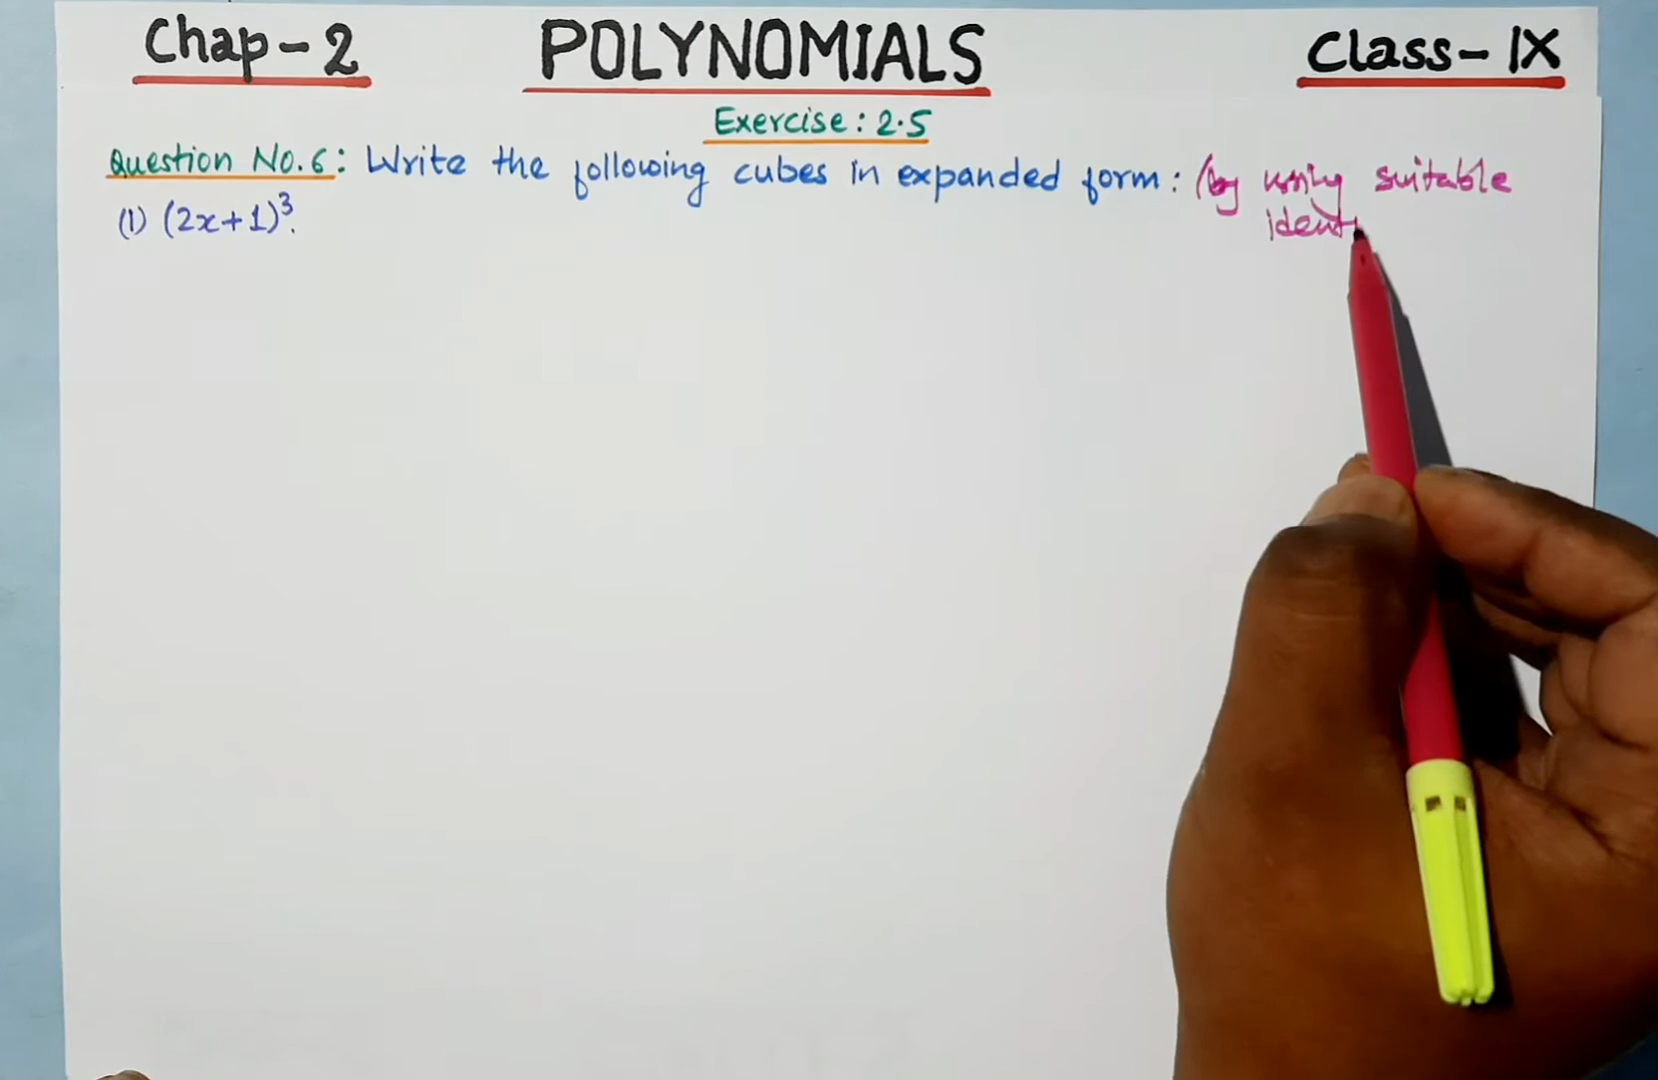 Chap-2 POLYNOMIALS Class-IX
Exercise: 2.5
Question No.6: Write the following cubes in expanded form: (by using suitable
(1) (2x+1)³. identi